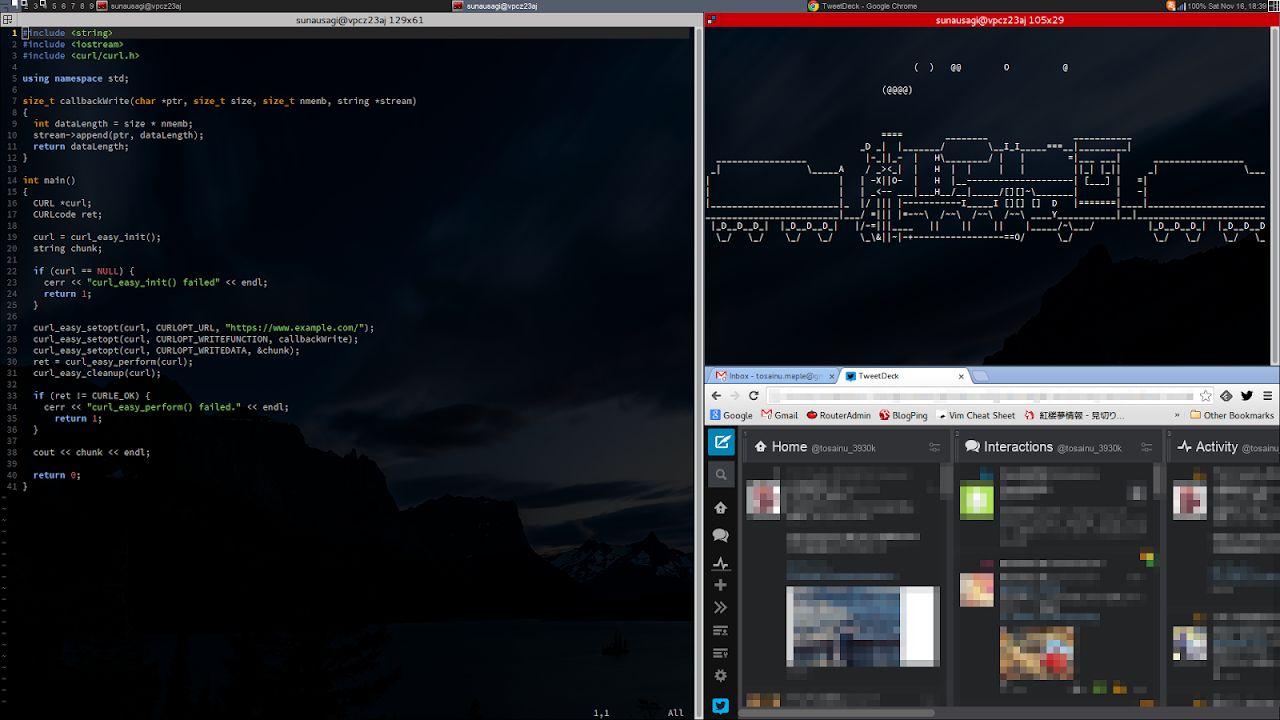 1 2 3 4 5 6 7 8 9 sunausagi@vpcz23aj sunausagi@vpcz23aj TweetDeck - Google Chrome 100% Sat Nov 16, 18:39
sunausagi@vpcz23aj 129x61
1 #include <string>
2 #include <iostream>
3 #include <curl/curl.h>
4
5 using namespace std;
6
7 size_t callbackWrite(char *ptr, size_t size, size_t nmemb, string *stream)
8 {
9   int dataLength = size * nmemb;
10   stream->append(ptr, dataLength);
11   return dataLength;
12 }
13
14 int main()
15 {
16   CURL *curl;
17   CURLcode ret;
18
19   curl = curl_easy_init();
20   string chunk;
21
22   if (curl == NULL) {
23     cerr << "curl_easy_init() failed" << endl;
24     return 1;
25   }
26
27   curl_easy_setopt(curl, CURLOPT_URL, "https://www.example.com/");
28   curl_easy_setopt(curl, CURLOPT_WRITEFUNCTION, callbackWrite);
29   curl_easy_setopt(curl, CURLOPT_WRITEDATA, &chunk);
30   ret = curl_easy_perform(curl);
31   curl_easy_cleanup(curl);
32
33   if (ret != CURLE_OK) {
34     cerr << "curl_easy_perform() failed." << endl;
35       return 1;
36   }
37
38   cout << chunk << endl;
39
40   return 0;
41 }
1,1 All
sunausagi@vpcz23aj 105x29
( ) @@ O @
(@@@@)
Inbox - tosainu.maple@g
TweetDeck
Google Gmail RouterAdmin BlogPing Vim Cheat Sheet 紅楼夢情報 - 見切り... » Other Bookmarks
1 Home @tosainu_3930k
2 Interactions @tosainu_3930k
3 Activity @tosainu